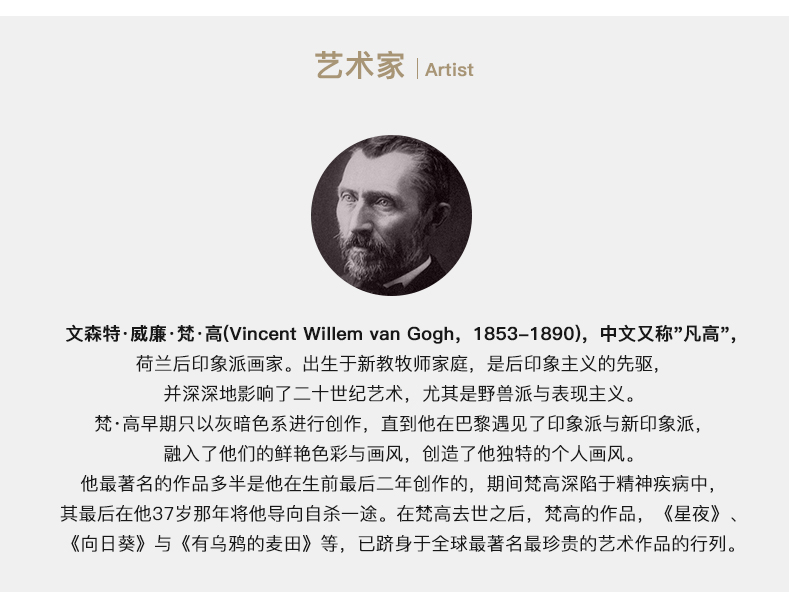 艺术家 | Artist
文森特·威廉·梵·高(Vincent Willem van Gogh，1853-1890)，中文又称”凡高”，
荷兰后印象派画家。出生于新教牧师家庭，是后印象主义的先驱，
并深深地影响了二十世纪艺术，尤其是野兽派与表现主义。
梵·高早期只以灰暗色系进行创作，直到他在巴黎遇见了印象派与新印象派，
融入了他们的鲜艳色彩与画风，创造了他独特的个人画风。
他最著名的作品多半是他在生前最后二年创作的，期间梵高深陷于精神疾病中，
其最后在他37岁那年将他导向自杀一途。在梵高去世之后，梵高的作品，《星夜》、
《向日葵》与《有乌鸦的麦田》等，已跻身于全球最著名最珍贵的艺术作品的行列。